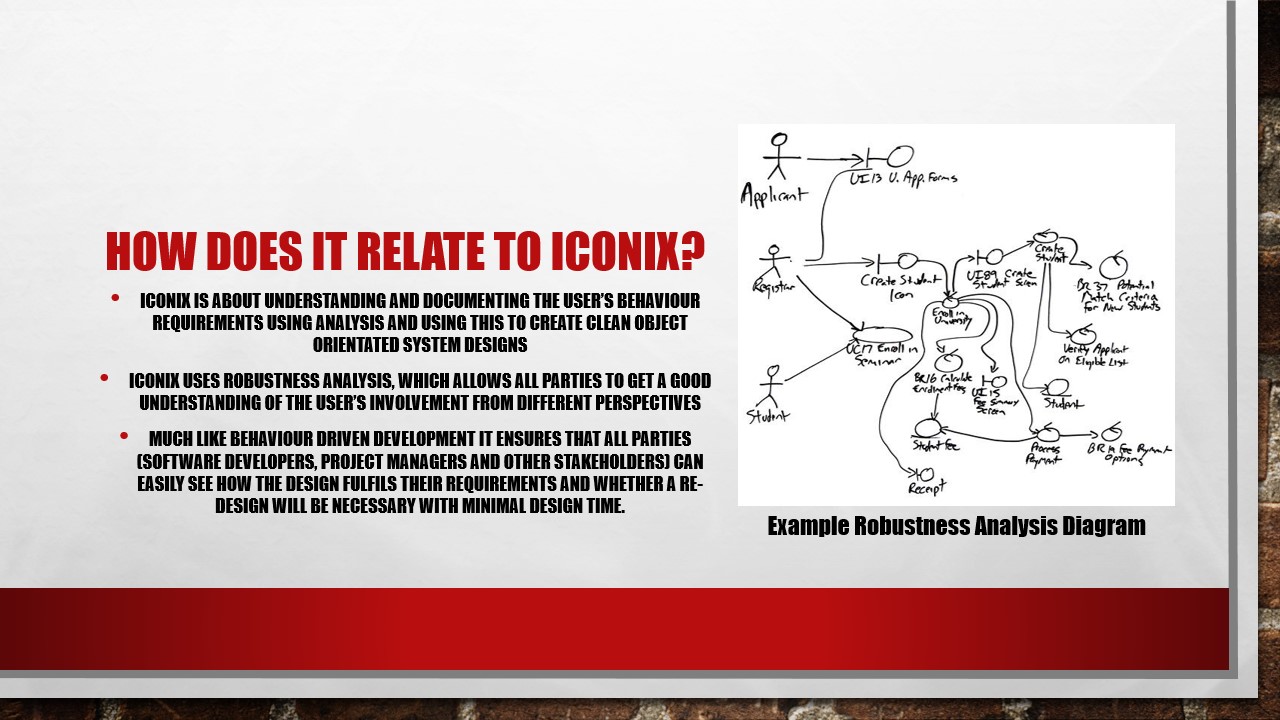 HOW DOES IT RELATE TO ICONIX?
• ICONIX IS ABOUT UNDERSTANDING AND DOCUMENTING THE USER'S BEHAVIOUR
REQUIREMENTS USING ANALYSIS AND USING THIS TO CREATE CLEAN OBJECT
ORIENTATED SYSTEM DESIGNS
• ICONIX USES ROBUSTNESS ANALYSIS, WHICH ALLOWS ALL PARTIES TO GET A GOOD
UNDERSTANDING OF THE USER'S INVOLVEMENT FROM DIFFERENT PERSPECTIVES
• MUCH LIKE BEHAVIOUR DRIVEN DEVELOPMENT IT ENSURES THAT ALL PARTIES
(SOFTWARE DEVELOPERS, PROJECT MANAGERS AND OTHER STAKEHOLDERS) CAN
EASILY SEE HOW THE DESIGN FULFILS THEIR REQUIREMENTS AND WHETHER A RE-
DESIGN WILL BE NECESSARY WITH MINIMAL DESIGN TIME.
Applicant
UI13 U. App. Forms
Registrar
Create Student
Icon
UI89 Create
Student Screen
Create
Student
BR37 Potential
Match Criteria
For New Students
Enroll in
University
UC17 Enroll in
Seminar
Verify Applicant
On Eligible List
BR16 Calculate
Enrolment Fees
UI15
Fee Summary
Screen
Student
Student
Student Fee
Process
Payment
Fee Payment
Options
Receipt
Example Robustness Analysis Diagram